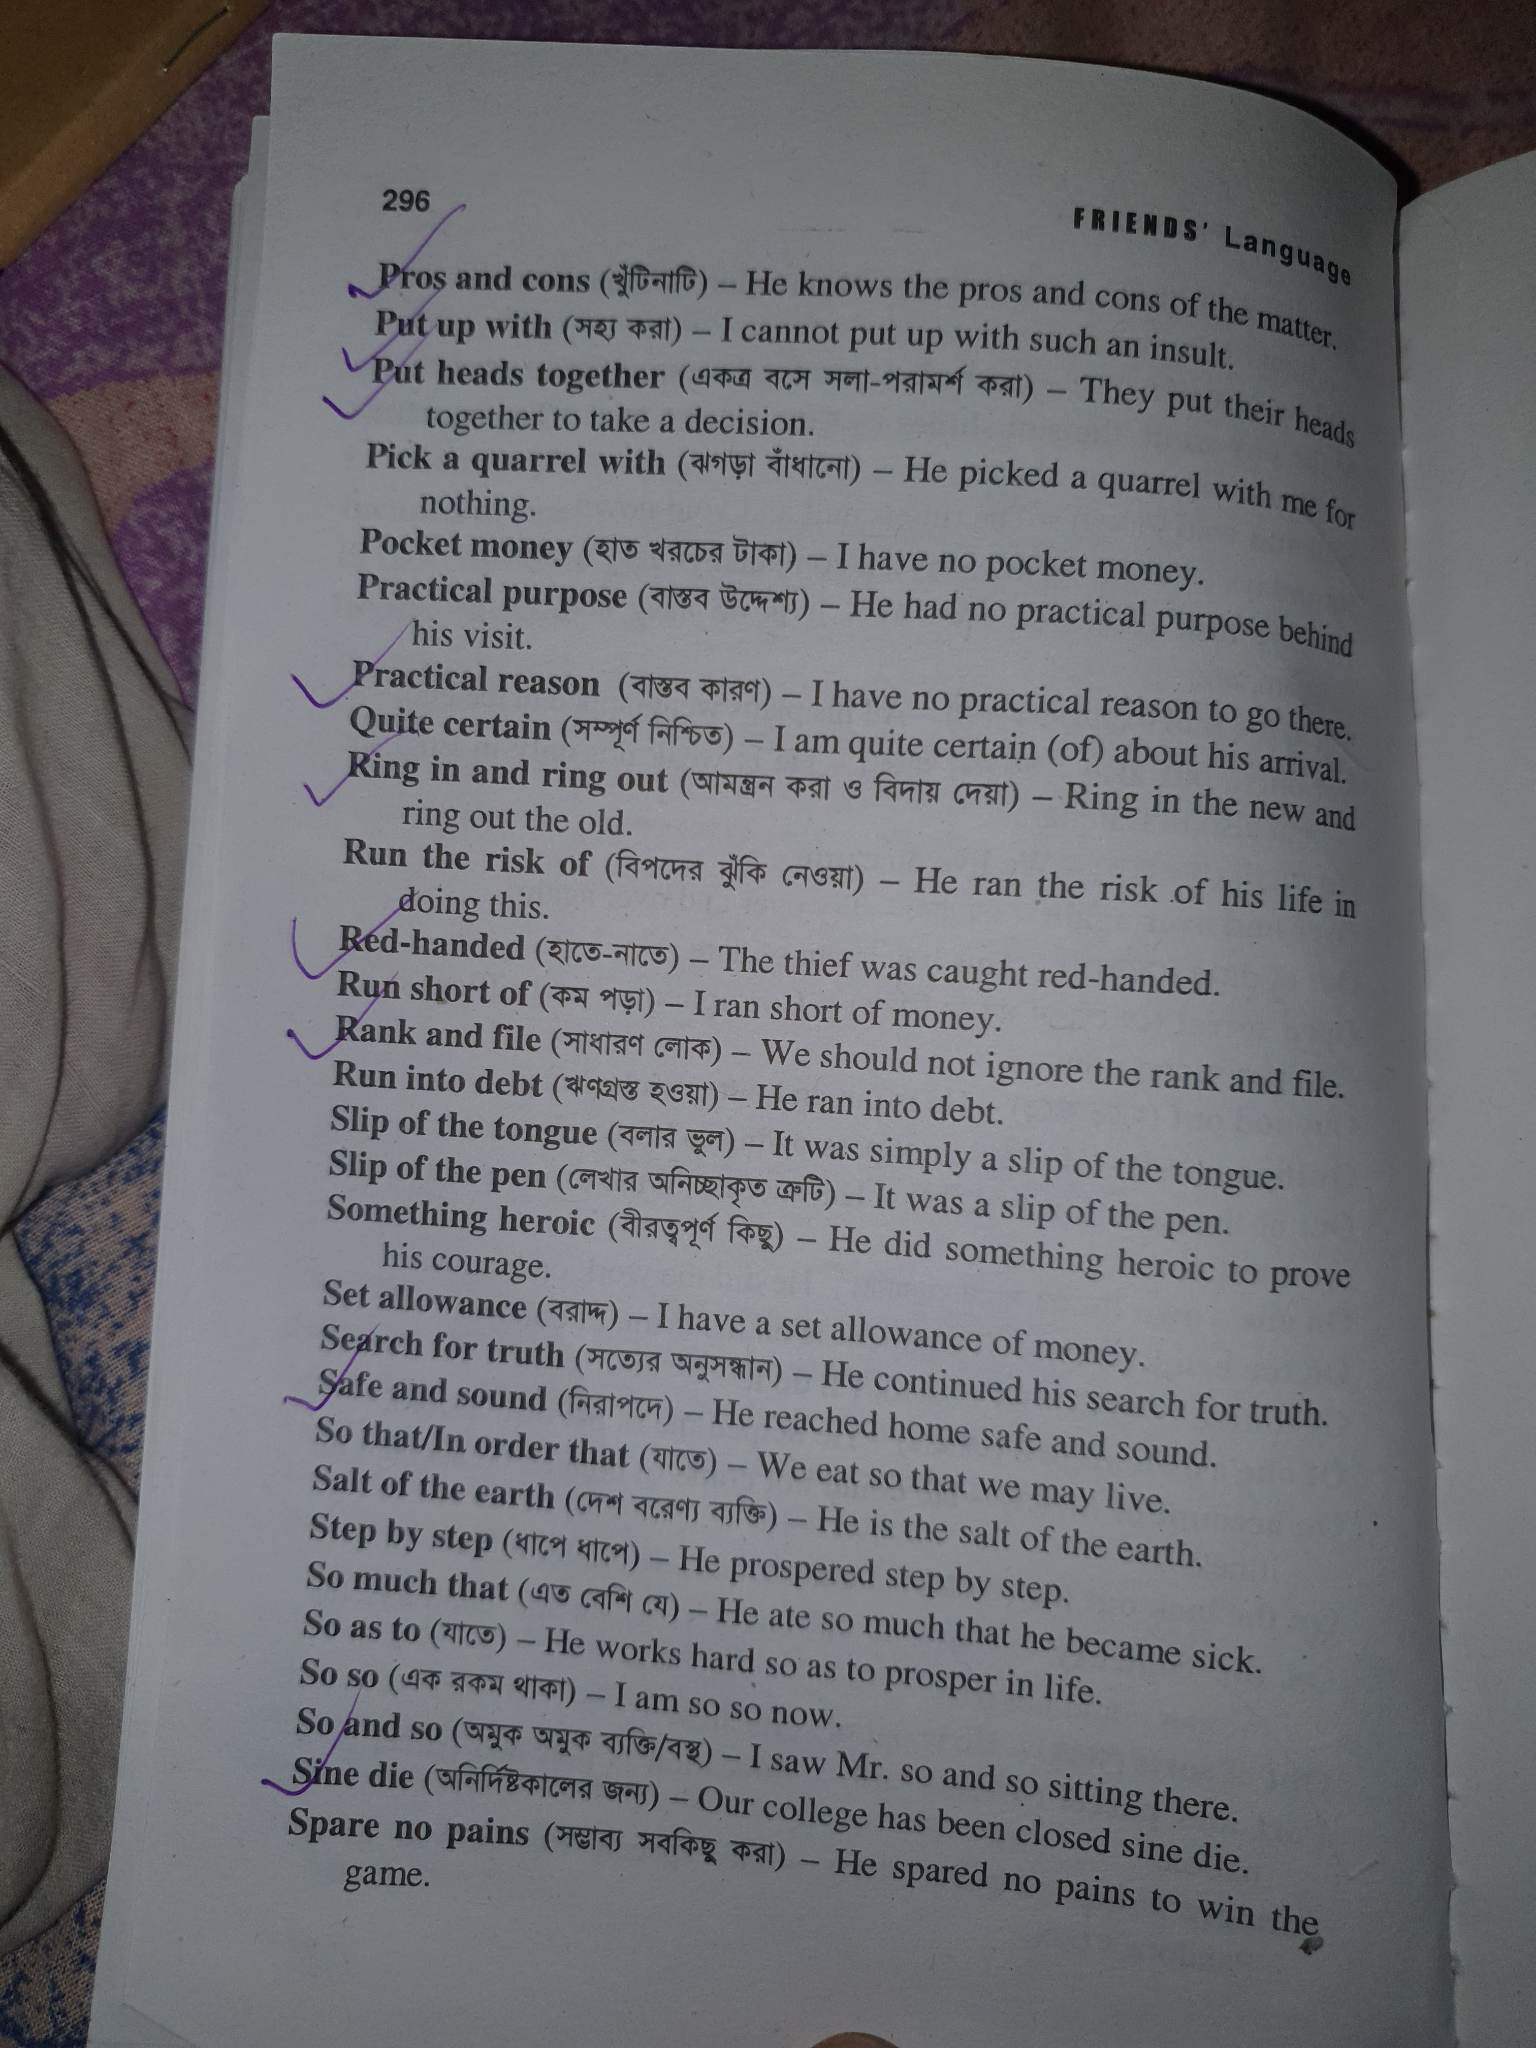 296
FRIENDS' Language
Pros and cons (খুঁটিনাটি) – He knows the pros and cons of the matter.
Put up with (সহ্য করা) – I cannot put up with such an insult.
Put heads together (একত্র বসে সলা-পরামর্শ করা) – They put their heads
together to take a decision.
Pick a quarrel with (ঝগড়া বাঁধানো) – He picked a quarrel with me for
nothing.
Pocket money (হাত খরচের টাকা) – I have no pocket money.
Practical purpose (বাস্তব উদ্দেশ্য) – He had no practical purpose behind
his visit.
Practical reason (বাস্তব কারণ) – I have no practical reason to go there.
Quite certain (সম্পূর্ণ নিশ্চিত) – I am quite certain (of) about his arrival.
Ring in and ring out (আমন্ত্রন করা ও বিদায় দেয়া) – Ring in the new and
ring out the old.
Run the risk of (বিপদের ঝুঁকি নেওয়া) – He ran the risk of his life in
doing this.
Red-handed (হাতে-নাতে) – The thief was caught red-handed.
Run short of (কম পড়া) – I ran short of money.
Rank and file (সাধারণ লোক) – We should not ignore the rank and file.
Run into debt (ঋণগ্রস্ত হওয়া) – He ran into debt.
Slip of the tongue (বলার ভূল) – It was simply a slip of the tongue.
Slip of the pen (লেখার অনিচ্ছাকৃত ত্রুটি) – It was a slip of the pen.
Something heroic (বীরত্বপূর্ণ কিছু) – He did something heroic to prove
his courage.
Set allowance (বরাদ্দ) – I have a set allowance of money.
Search for truth (সত্যের অনুসন্ধান) – He continued his search for truth.
Safe and sound (নিরাপদে) – He reached home safe and sound.
So that/In order that (যাতে) – We eat so that we may live.
Salt of the earth (দেশ বরেণ্য ব্যক্তি) – He is the salt of the earth.
Step by step (ধাপে ধাপে) – He prospered step by step.
So much that (এত বেশি যে) – He ate so much that he became sick.
So as to (যাতে) – He works hard so as to prosper in life.
So so (এক রকম থাকা) – I am so so now.
So and so (অমুক অমুক ব্যক্তি/বস্তু) – I saw Mr. so and so sitting there.
Sine die (অনির্দিষ্টকালের জন্য) – Our college has been closed sine die.
Spare no pains (সম্ভাব্য সবকিছু করা) – He spared no pains to win the
game.